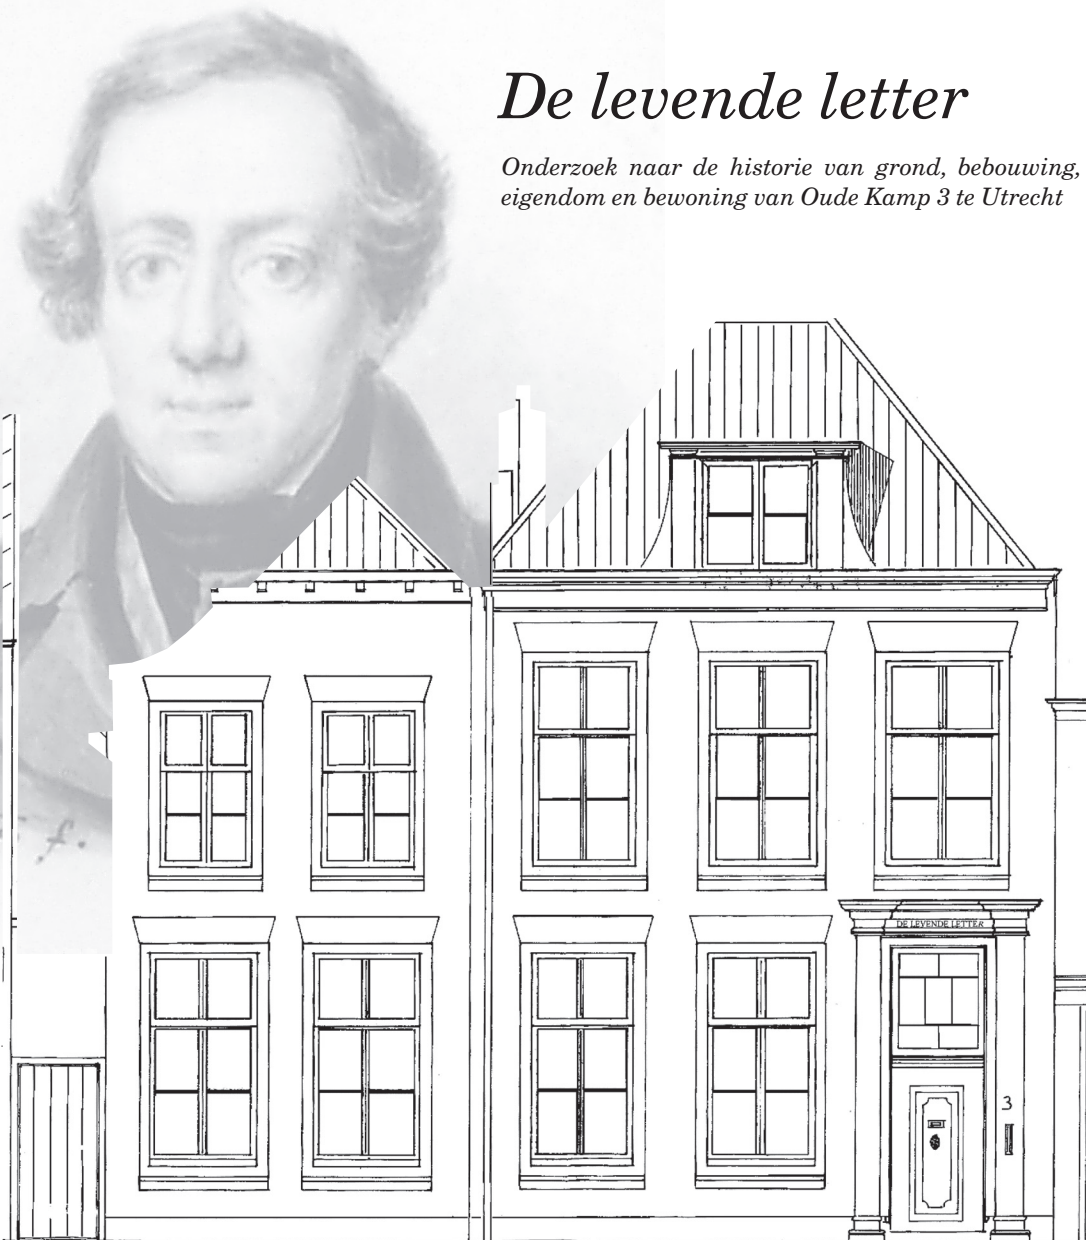 De levende letter
Onderzoek naar de historie van grond, bebouwing,
eigendom en bewoning van Oude Kamp 3 te Utrecht
DE LEVENDE LETTER
3
f.